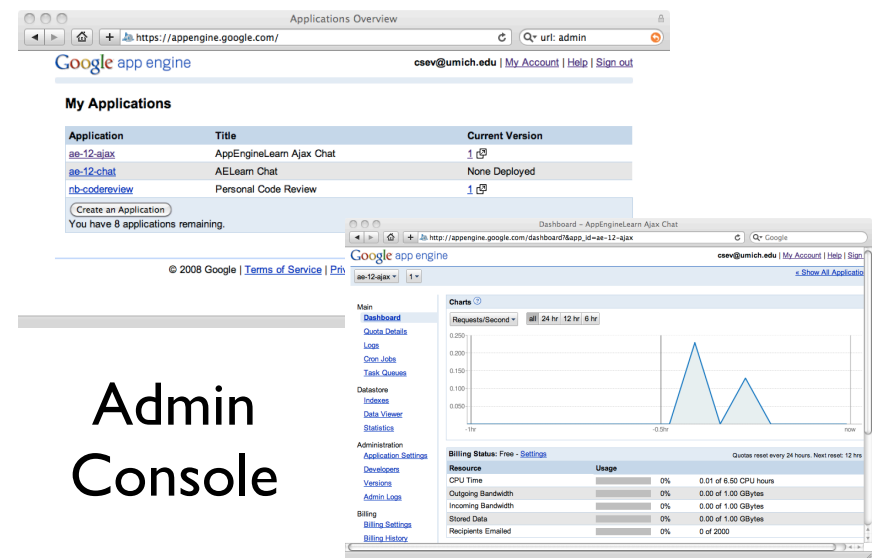 Applications Overview
https://appengine.google.com/
url: admin
Google app engine
csev@umich.edu | My Account | Help | Sign out
My Applications
Application Title Current Version
ae-12-ajax AppEngineLearn Ajax Chat 1
ae-12-chat AELearn Chat None Deployed
nb-codereview Personal Code Review 1
Create an Application
You have 8 applications remaining.
© 2008 Google | Terms of Service | Pri
Dashboard – AppEngineLearn Ajax Chat
http://appengine.google.com/dashboard?&app_id=ae-12-ajax
Google
Google app engine
csev@umich.edu | My Account | Help | Sign
ae-12-ajax 1
« Show All Applicatio
Main
Dashboard
Quota Details
Logs
Cron Jobs
Task Queues
Datastore
Indexes
Data Viewer
Statistics
Administration
Application Settings
Developers
Versions
Admin Logs
Billing
Billing Settings
Billing History
Charts ?
Requests/Second all 24 hr 12 hr 6 hr
0.250
0.200
0.150
0.100
0.050
-1hr -0.5hr now
Billing Status: Free - Settings Quotas reset every 24 hours. Next reset: 12 hrs
Resource Usage
CPU Time 0% 0.01 of 6.50 CPU hours
Outgoing Bandwidth 0% 0.00 of 1.00 GBytes
Incoming Bandwidth 0% 0.00 of 1.00 GBytes
Stored Data 0% 0.00 of 1.00 GBytes
Recipients Emailed 0% 0 of 2000
Admin
Console